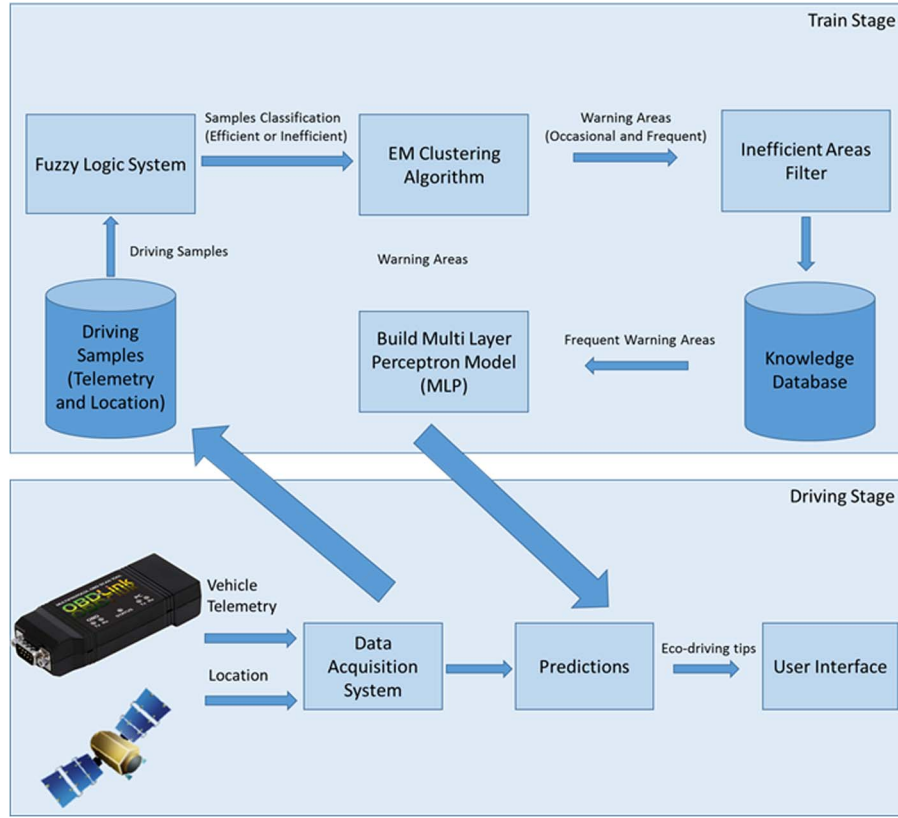 Train Stage
Samples Classification
(Efficient or Inefficient)
Warning Areas
(Occasional and Frequent)
Fuzzy Logic System
EM Clustering
Algorithm
Inefficient Areas
Filter
Driving Samples
Warning Areas
Driving
Samples
(Telemetry
and Location)
Build Multi Layer
Perceptron Model
(MLP)
Frequent Warning Areas
Knowledge
Database
Driving Stage
OBDLink
Vehicle
Telemetry
Location
Data
Acquisition
System
Predictions
Eco-driving tips
User Interface